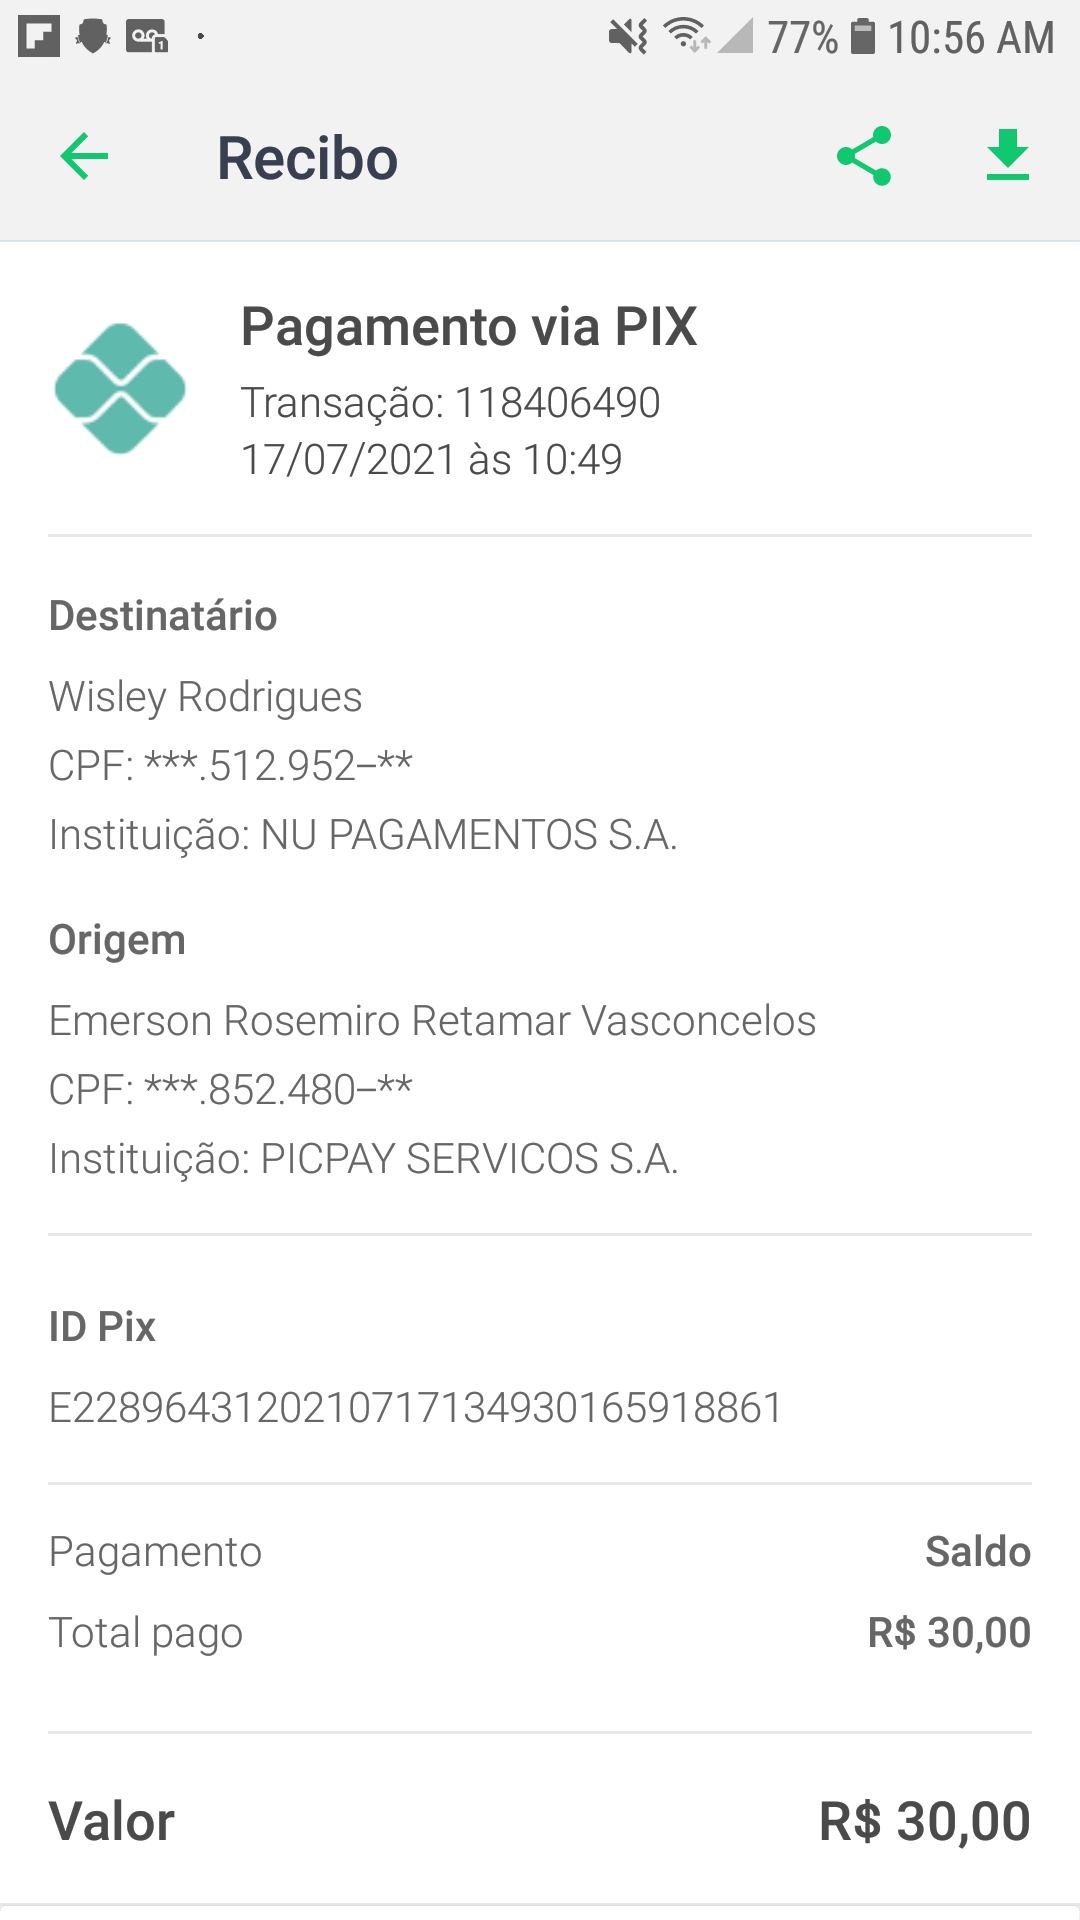 77% 10:56 AM
Recibo
Pagamento via PIX
Transação: 118406490
17/07/2021 às 10:49
Destinatário
Wisley Rodrigues
CPF: ***.512.952–**
Instituição: NU PAGAMENTOS S.A.
Origem
Emerson Rosemiro Retamar Vasconcelos
CPF: ***.852.480–**
Instituição: PICPAY SERVICOS S.A.
ID Pix
E2289643120210717134930165918861
Pagamento Saldo
Total pago R$ 30,00
Valor R$ 30,00